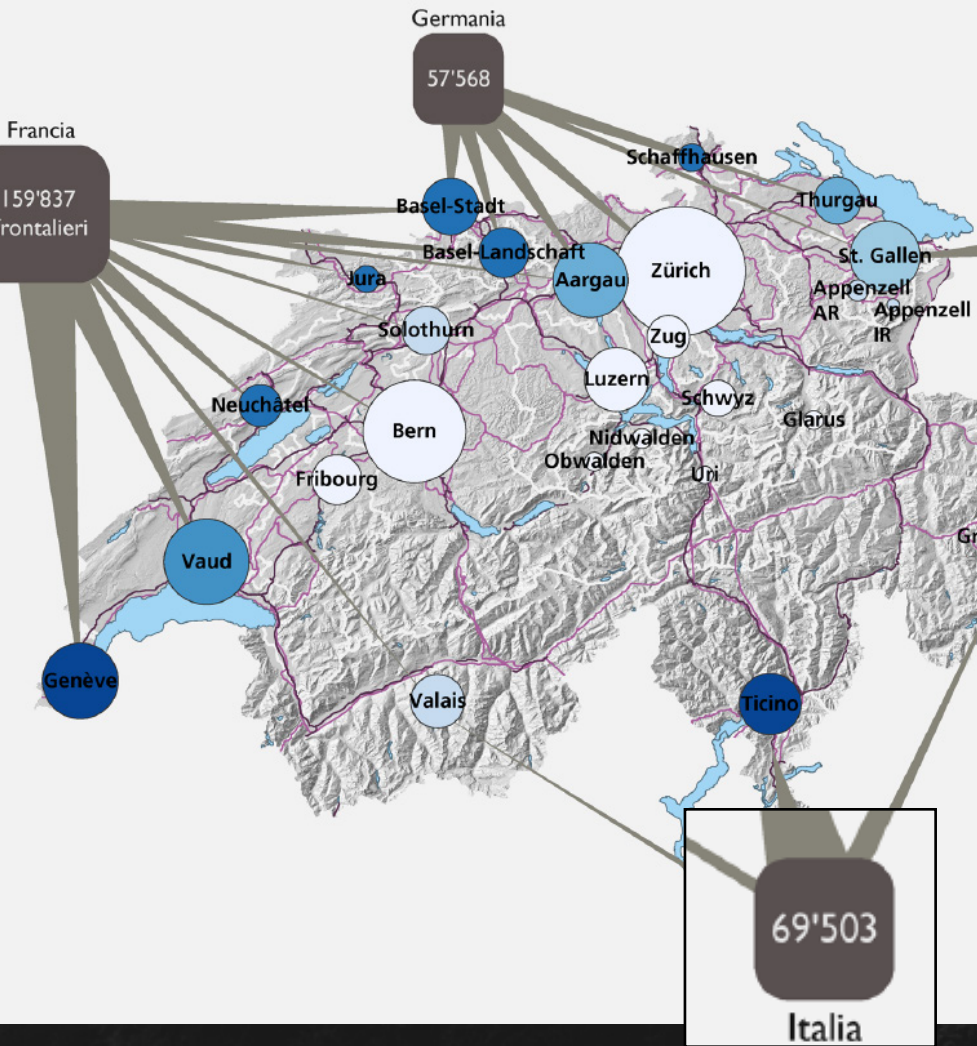 Germania
57'568
Francia
159'837
frontalieri
Schaffhausen
Basel-Stadt
Thurgau
Basel-Landschaft
St. Gallen
Zürich
Jura
Aargau
Appenzell
AR
Appenzell
IR
Solothurn
Zug
Luzern
Schwyz
Neuchâtel
Glarus
Bern
Nidwalden
Obwalden
Fribourg
Uri
Gr
Vaud
Genève
Valais
Ticino
69'503
Italia